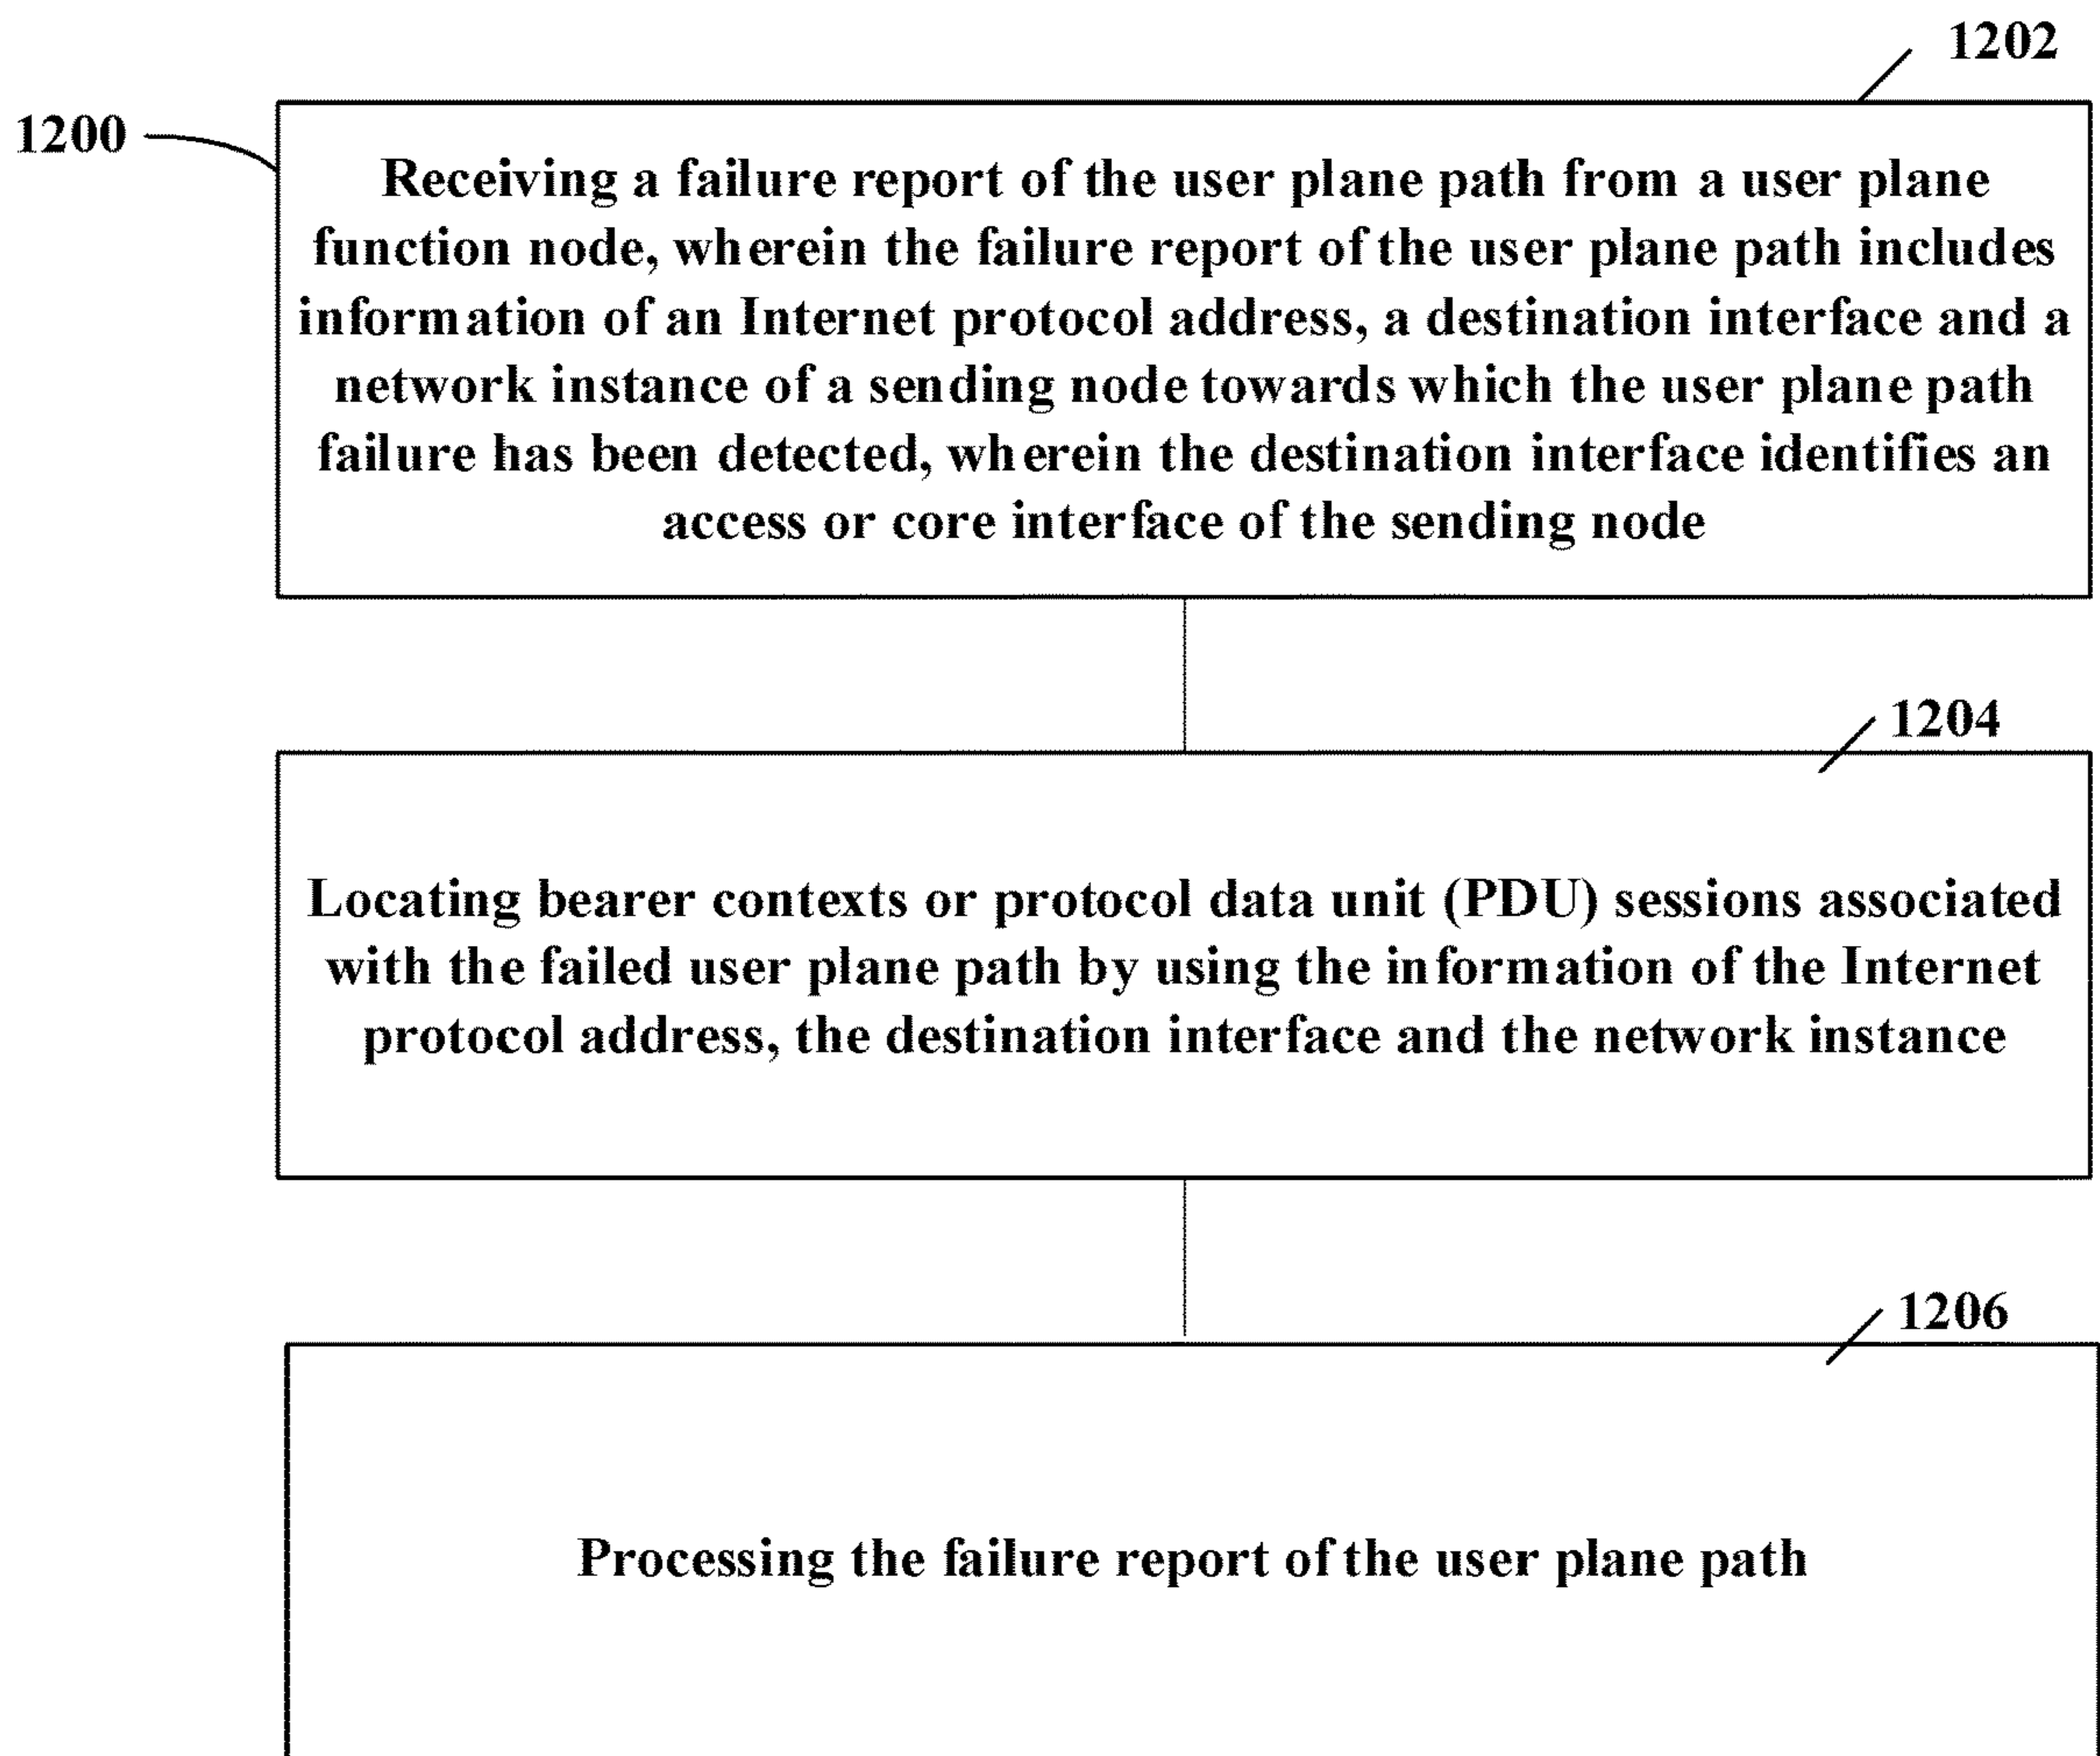 1202
1200
Receiving a failure report of the user plane path from a user plane
function node, wherein the failure report of the user plane path includes
information of an Internet protocol address, a destination interface and a
network instance of a sending node towards which the user plane path
failure has been detected, wherein the destination interface identifies an
access or core interface of the sending node
1204
Locating bearer contexts or protocol data unit (PDU) sessions associated
with the failed user plane path by using the information of the Internet
protocol address, the destination interface and the network instance
1206
Processing the failure report of the user plane path